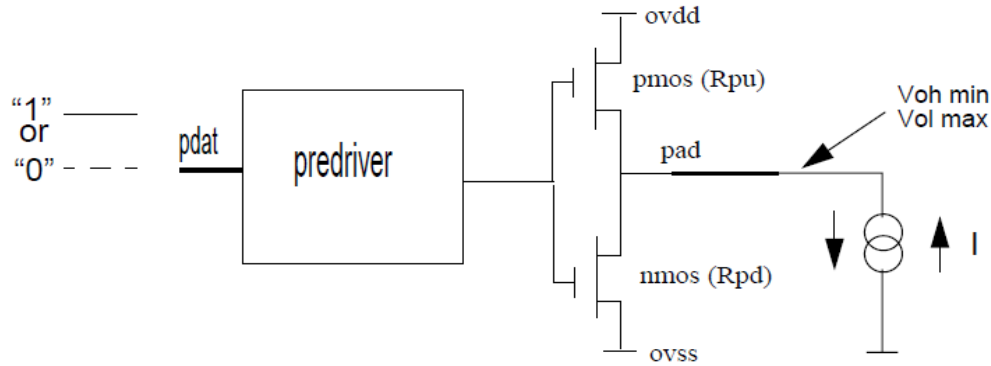 ovdd
pmos (Rpu)
“1”
or
“0”
pdat
predriver
pad
Voh min
Vol max
I
nmos (Rpd)
ovss